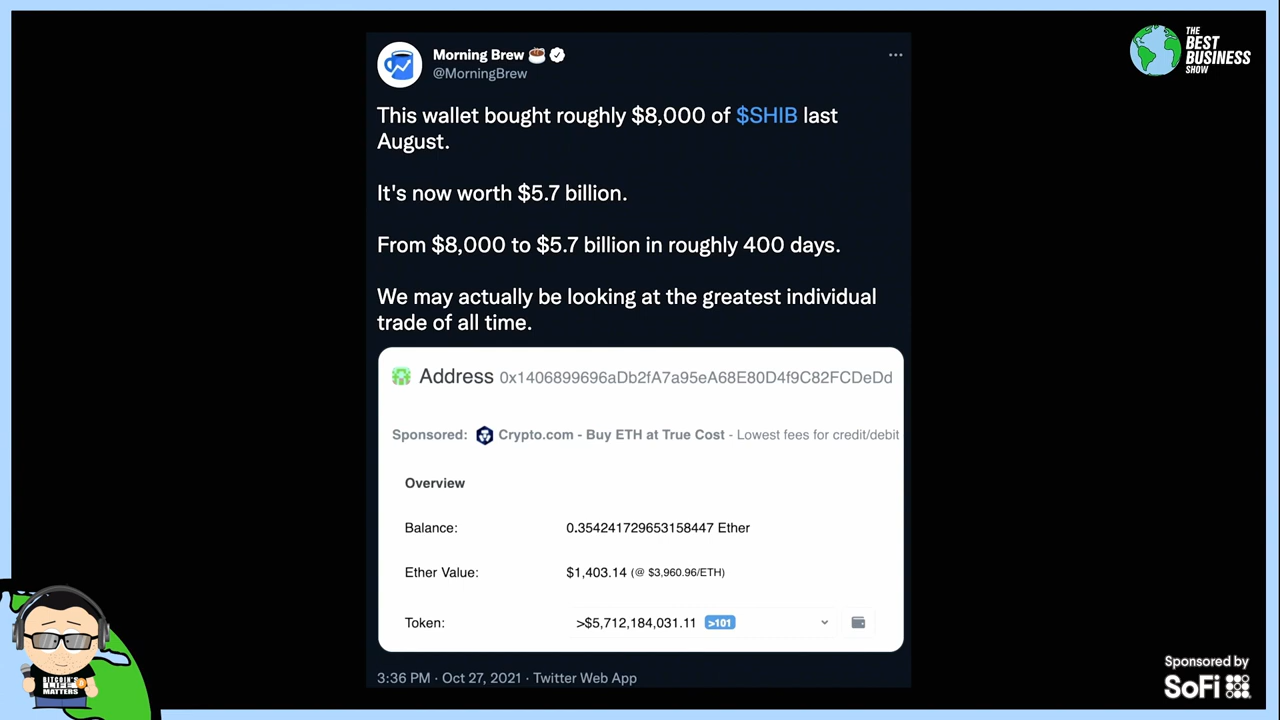 Morning Brew
@MorningBrew
THE
BEST
BUSINESS
SHOW
This wallet bought roughly $8,000 of $SHIB last
August.
It's now worth $5.7 billion.
From $8,000 to $5.7 billion in roughly 400 days.
We may actually be looking at the greatest individual
trade of all time.
Address 0x1406899696aDb2fA7a95eA68E80D4f9C82FCDeDd
Sponsored: Crypto.com - Buy ETH at True Cost - Lowest fees for credit/debit
Overview
Balance: 0.354241729653158447 Ether
Ether Value: $1,403.14 (@ $3,960.96/ETH)
Token: >$5,712,184,031.11 >101
3:36 PM · Oct 27, 2021 · Twitter Web App
BITCOIN'S
LIFE
MATTERS
Sponsored by
SoFi